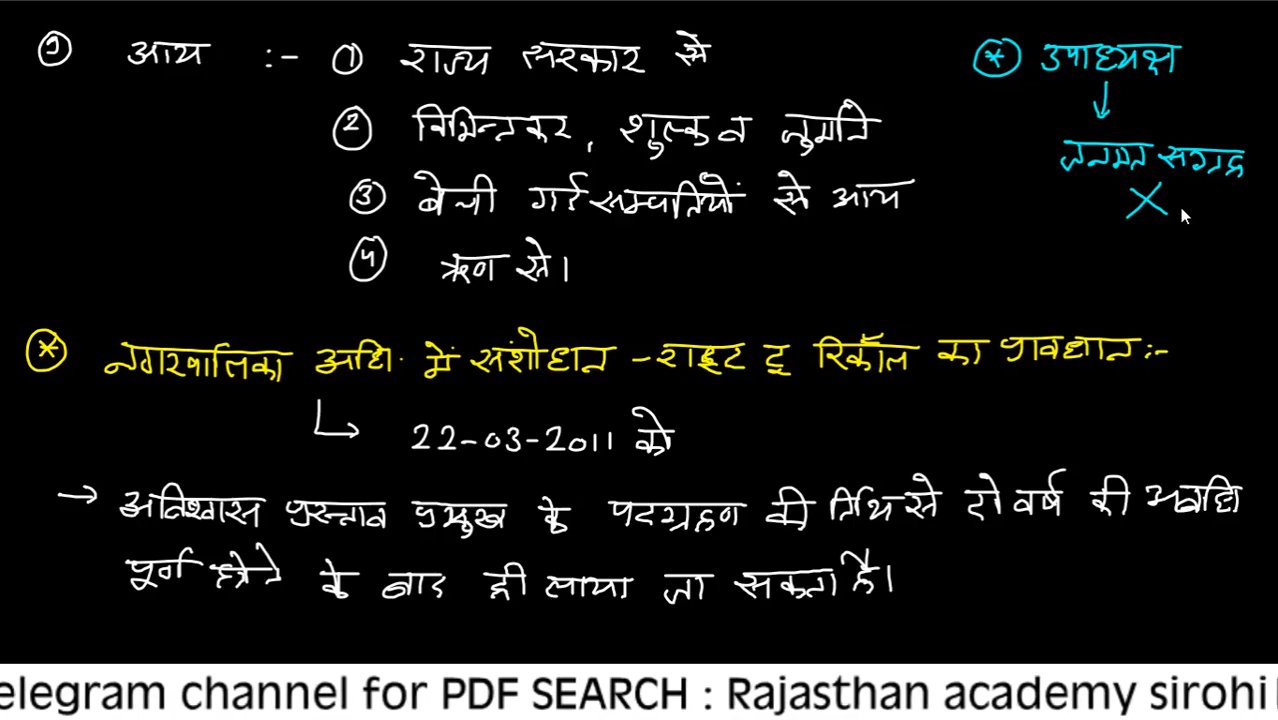 ९ आय :- ① राज्य सरकार से
② विभिन्न कर, शुल्क व जुर्माने
③ बेची गई सम्पतियों से आय
④ ऋण से।
* उपाध्यक्ष
↓
जनमत सग्रह
X
* नगरपालिका अधि. में संशोधान - राइट टू रिकॉल का प्रावधान :-
↳ 22-03-2011 को
→ अविश्वास प्रस्ताव प्रमुख के पदग्रहण की तिथि से दो वर्ष की अवधि
पूर्ण होने के बाद ही लाया जा सकता है।
elegram channel for PDF SEARCH : Rajasthan academy sirohi